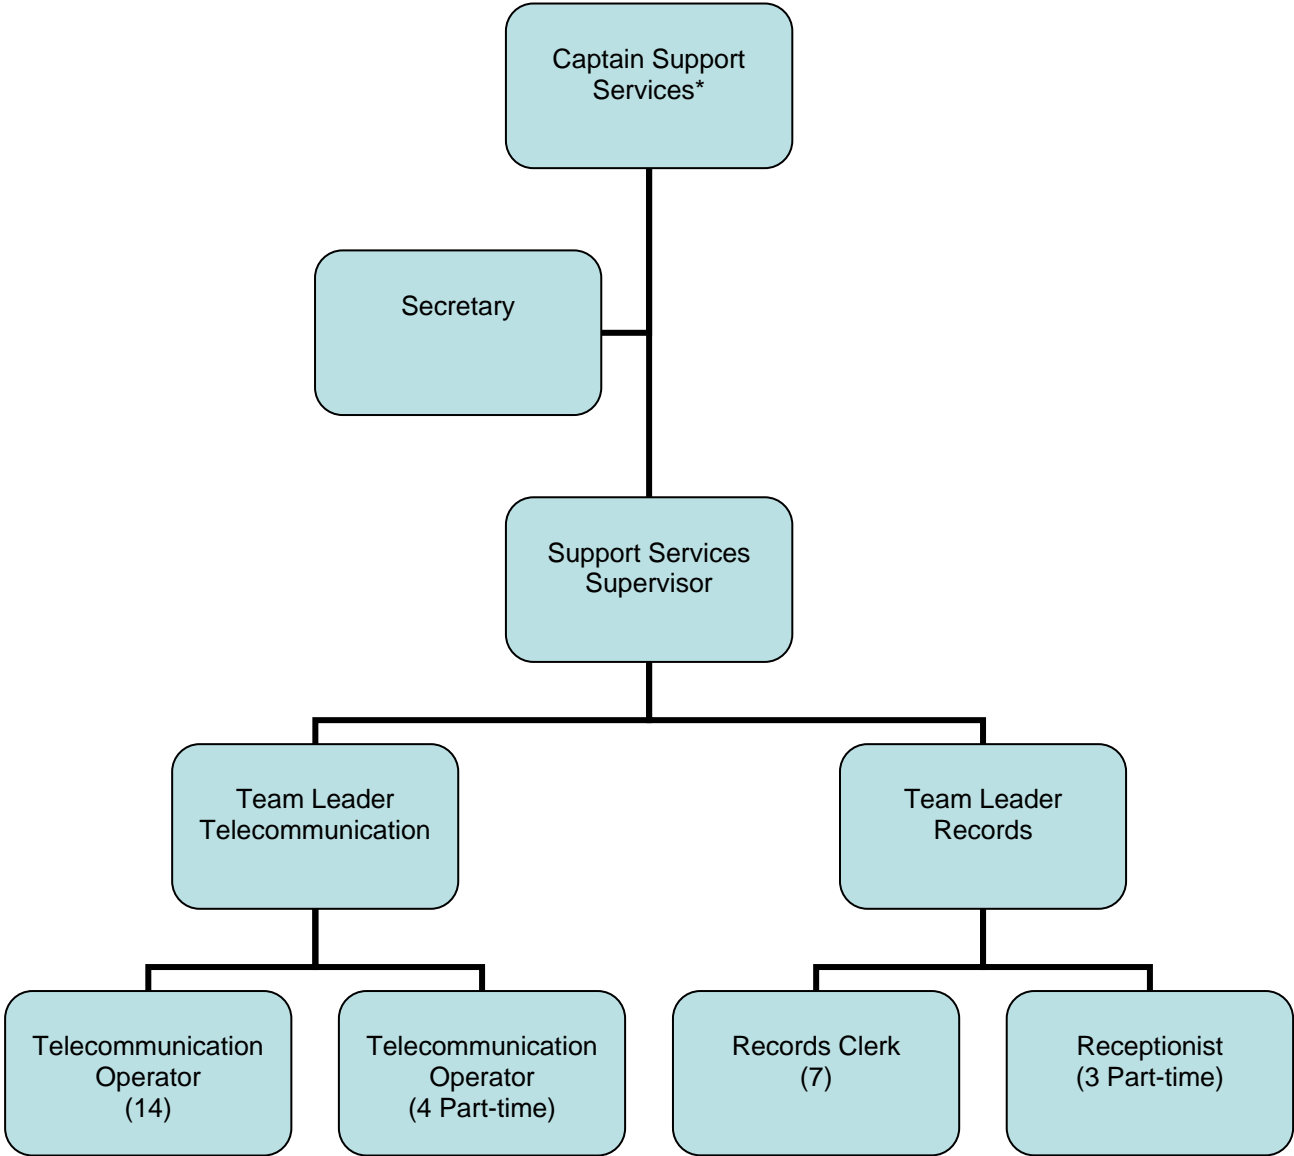 Captain Support
Services*
Secretary
Support Services
Supervisor
Team Leader
Telecommunication
Team Leader
Records
Telecommunication
Operator
(14)
Telecommunication
Operator
(4 Part-time)
Records Clerk
(7)
Receptionist
(3 Part-time)